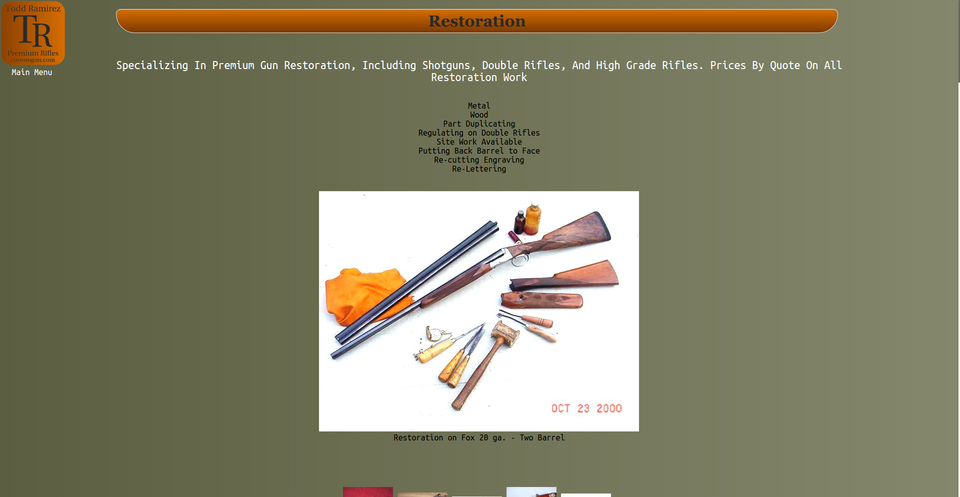 Todd Ramirez
TR
Premium Rifles
Main Menu
Restoration
Specializing In Premium Gun Restoration, Including Shotguns, Double Rifles, And High Grade Rifles. Prices By Quote On All
Restoration Work
Metal
Wood
Part Duplicating
Regulating on Double Rifles
Site Work Available
Putting Back Barrel to Face
Re-cutting Engraving
Re-Lettering
OCT 23 2000
Restoration on Fox 20 ga. - Two Barrel